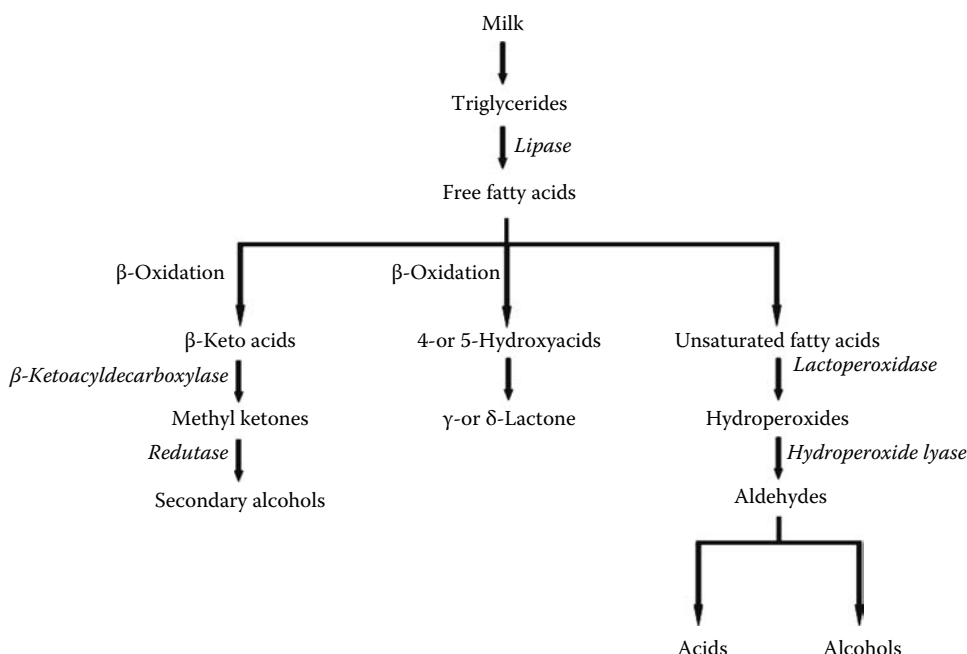 Milk
Triglycerides
Lipase
Free fatty acids
β-Oxidation
β-Oxidation
β-Keto acids
4-or 5-Hydroxyacids
Unsaturated fatty acids
β-Ketoacyldecarboxylase
Lactoperoxidase
Methyl ketones
γ-or δ-Lactone
Hydroperoxides
Redutase
Hydroperoxide lyase
Secondary alcohols
Aldehydes
Acids
Alcohols